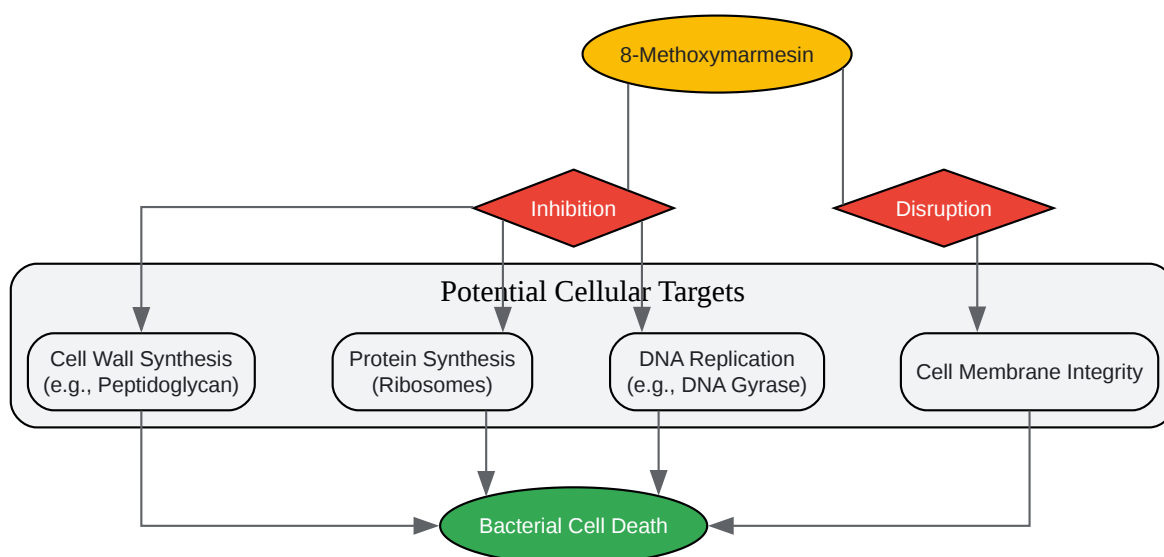 8-Methoxymarmesin
Inhibition
Disruption
Potential Cellular Targets
Cell Wall Synthesis
(e.g., Peptidoglycan)
Protein Synthesis
(Ribosomes)
DNA Replication
(e.g., DNA Gyrase)
Cell Membrane Integrity
Bacterial Cell Death